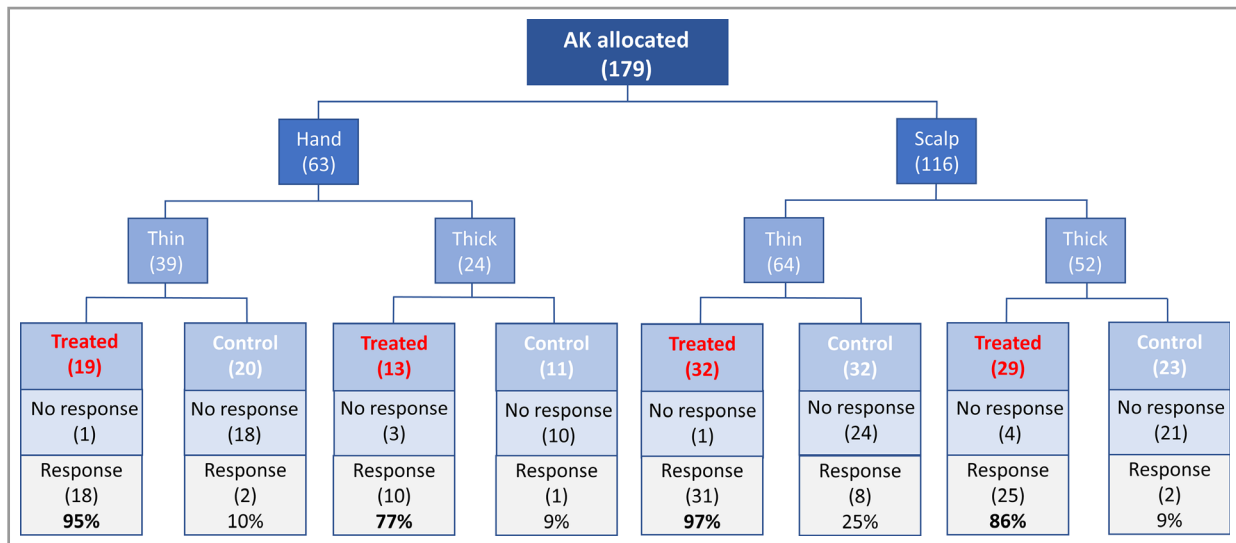 AK allocated
(179)
Hand
(63)
Scalp
(116)
Thin
(39)
Thick
(24)
Thin
(64)
Thick
(52)
Treated
(19)
Control
(20)
Treated
(13)
Control
(11)
Treated
(32)
Control
(32)
Treated
(29)
Control
(23)
No response
(1)
No response
(18)
No response
(3)
No response
(10)
No response
(1)
No response
(24)
No response
(4)
No response
(21)
Response
(18)
95%
Response
(2)
10%
Response
(10)
77%
Response
(1)
9%
Response
(31)
97%
Response
(8)
25%
Response
(25)
86%
Response
(2)
9%